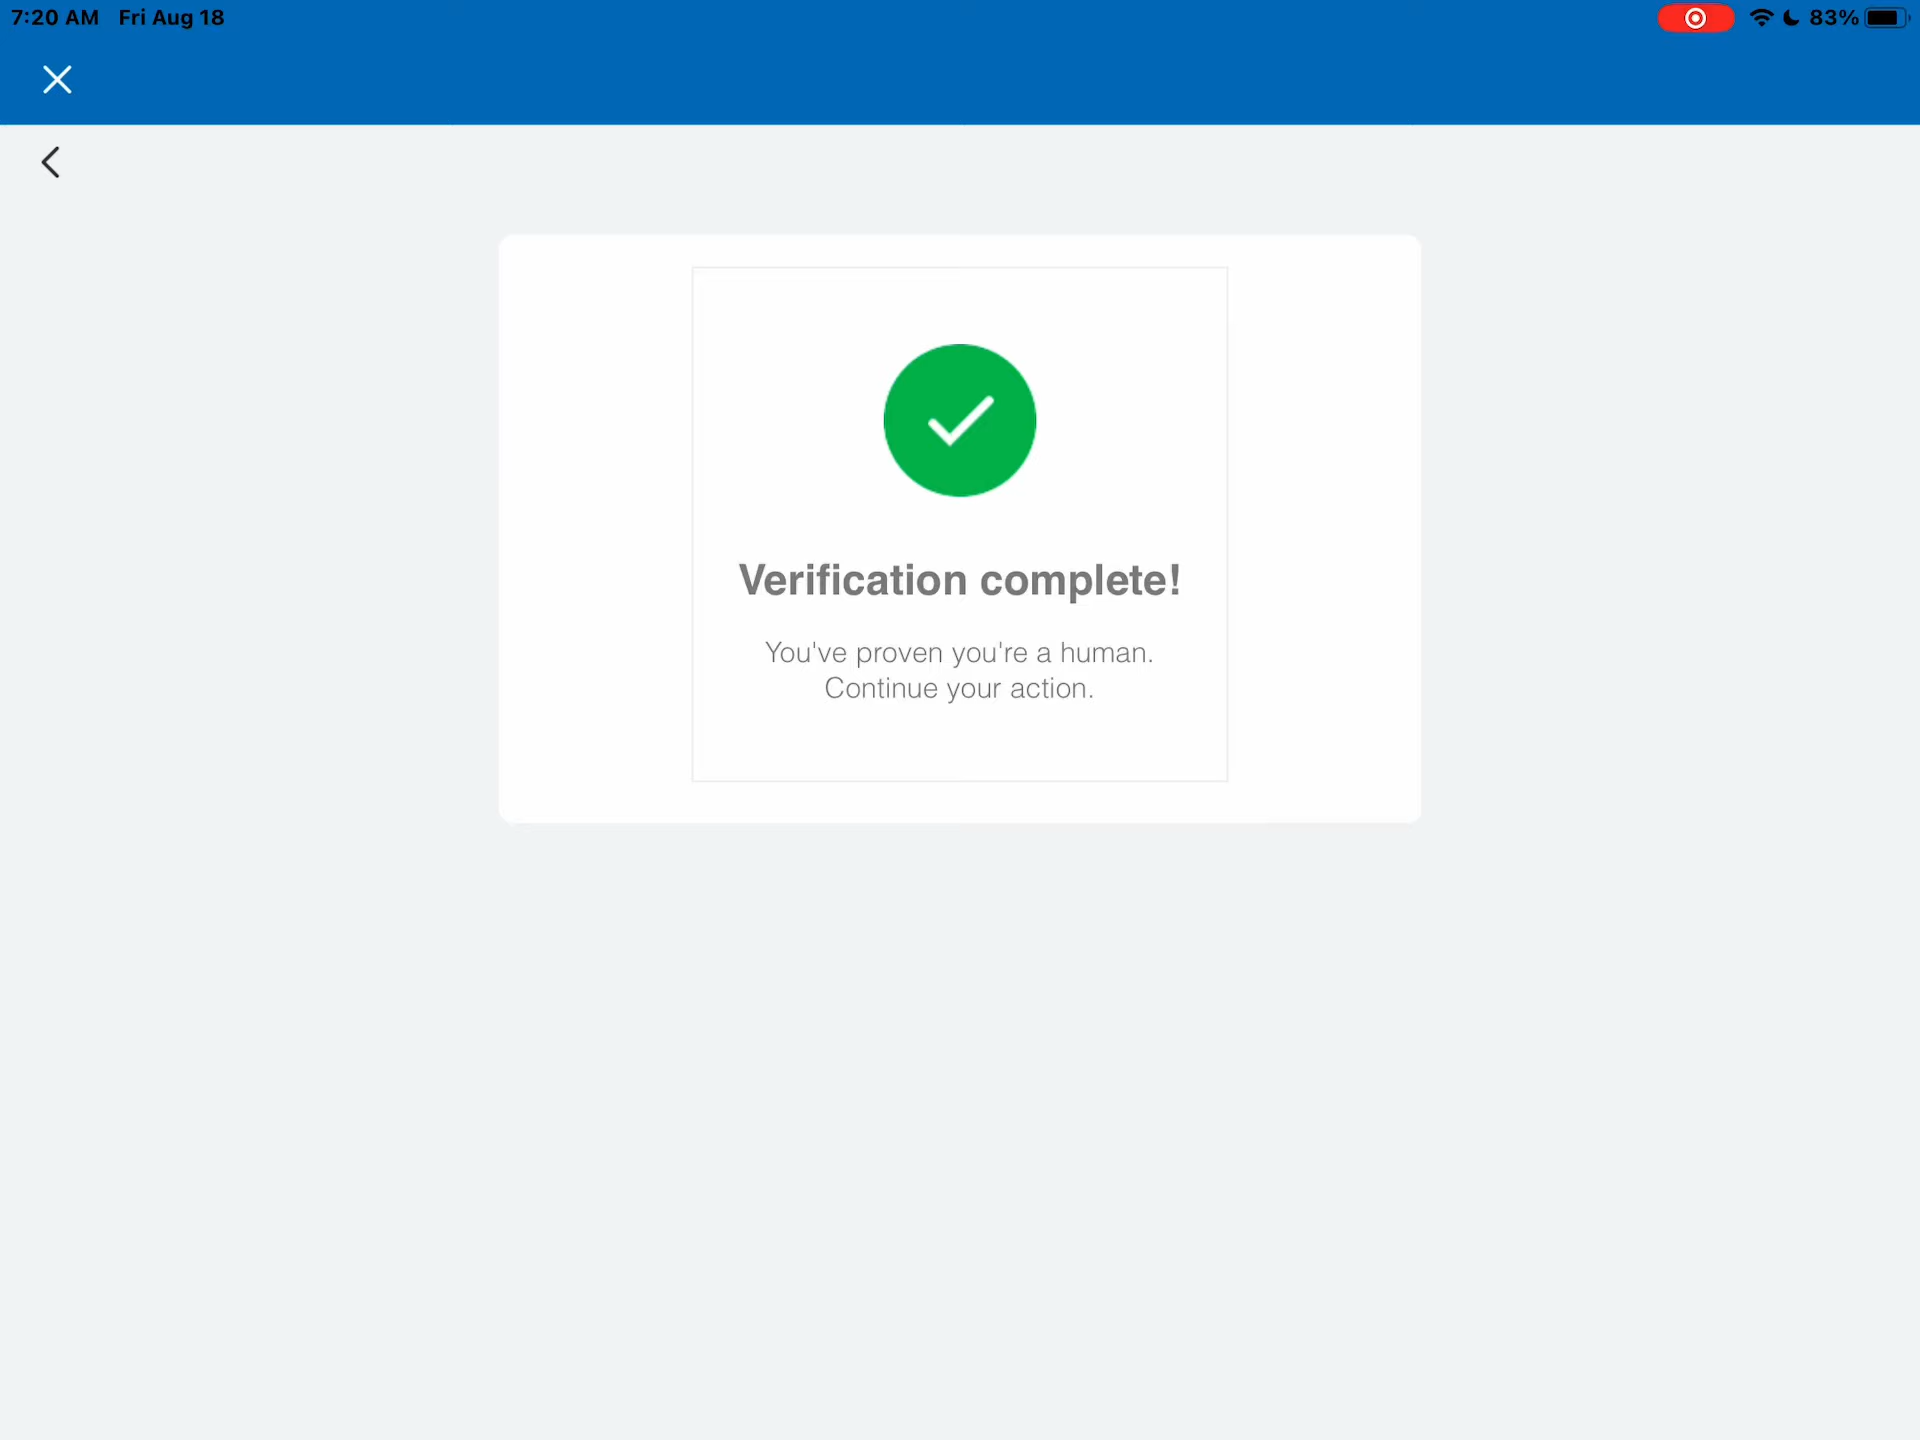 7:20 AM Fri Aug 18 83%
Verification complete!
You've proven you're a human.
Continue your action.